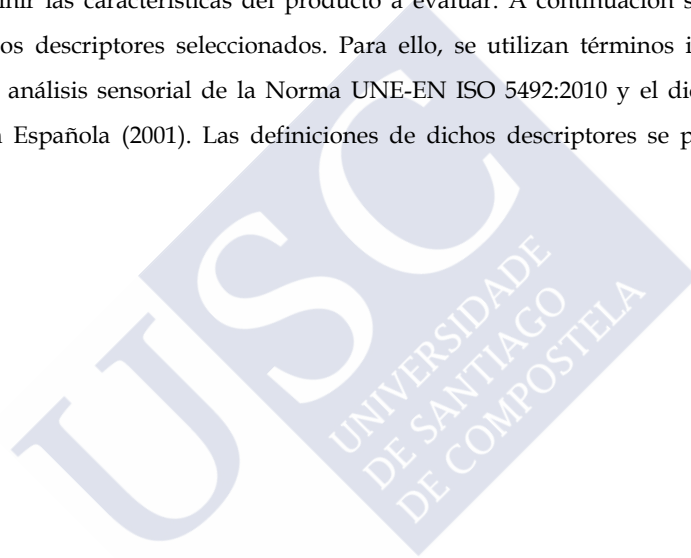 nir las características del producto a evaluar. A continuación s
os descriptores seleccionados. Para ello, se utilizan términos i
análisis sensorial de la Norma UNE-EN ISO 5492:2010 y el di
Española (2001). Las definiciones de dichos descriptores se p
USC
UNIVERSIDADE
DE SANTIAGO
DE COMPOSTELA